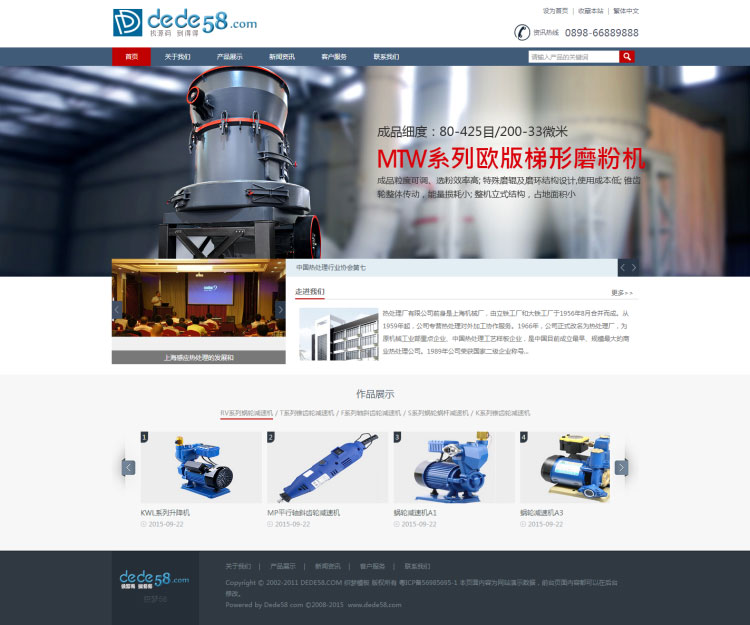 dede58.com
找源码 到得得
设为首页 | 收藏本站 | 繁体中文
资讯热线 0898-66889888
首页 关于我们 产品展示 新闻资讯 客户服务 联系我们
请输入产品的关键词
成品细度：80-425目/200-33微米
MTW系列欧版梯形磨粉机
成品粒度可调、选粉效率高; 特殊磨辊及磨环结构设计,使用成本低; 锥齿
轮整体传动，能量损耗小; 整机立式结构，占地面积小
中国热处理行业协会第七
走进我们 更多>>
热处理厂有限公司前身是上海机械厂，由立铁工厂和大铁工厂于1956年8月合并而成。从
1959年起，公司专营热处理对外加工协作服务。1966年，公司正式改名为热处理厂，为
原机械工业部重点企业、中国热处理工艺样板企业，是中国目前成立最早、规模最大的商
业热处理公司。1989年公司荣获国家二级企业称号...
上海感应热处理的发展和
作品展示
RV系列蜗轮减速机 / T系列锥齿轮减速机 / F系列轴斜齿轮减速机 / S系列蜗轮蜗杆减速机 / K系列锥齿轮减速机
1 2 3 4
KWL系列升降机 MP平行轴斜齿轮减速机 蜗轮减速机A1 蜗轮减速机A3
2015-09-22 2015-09-22 2015-09-22 2015-09-22
dede58.com
织梦58
关于我们 | 产品展示 | 新闻资讯 | 客户服务 | 联系我们
Copyright © 2002-2011 DEDE58.COM 织梦模板 版权所有 粤ICP备56985695-1 本页面内容为网站演示数据，前此页面内容都可以在后台
修改。
Powered by Dede58.com ©2008-2015 www.dede58.com